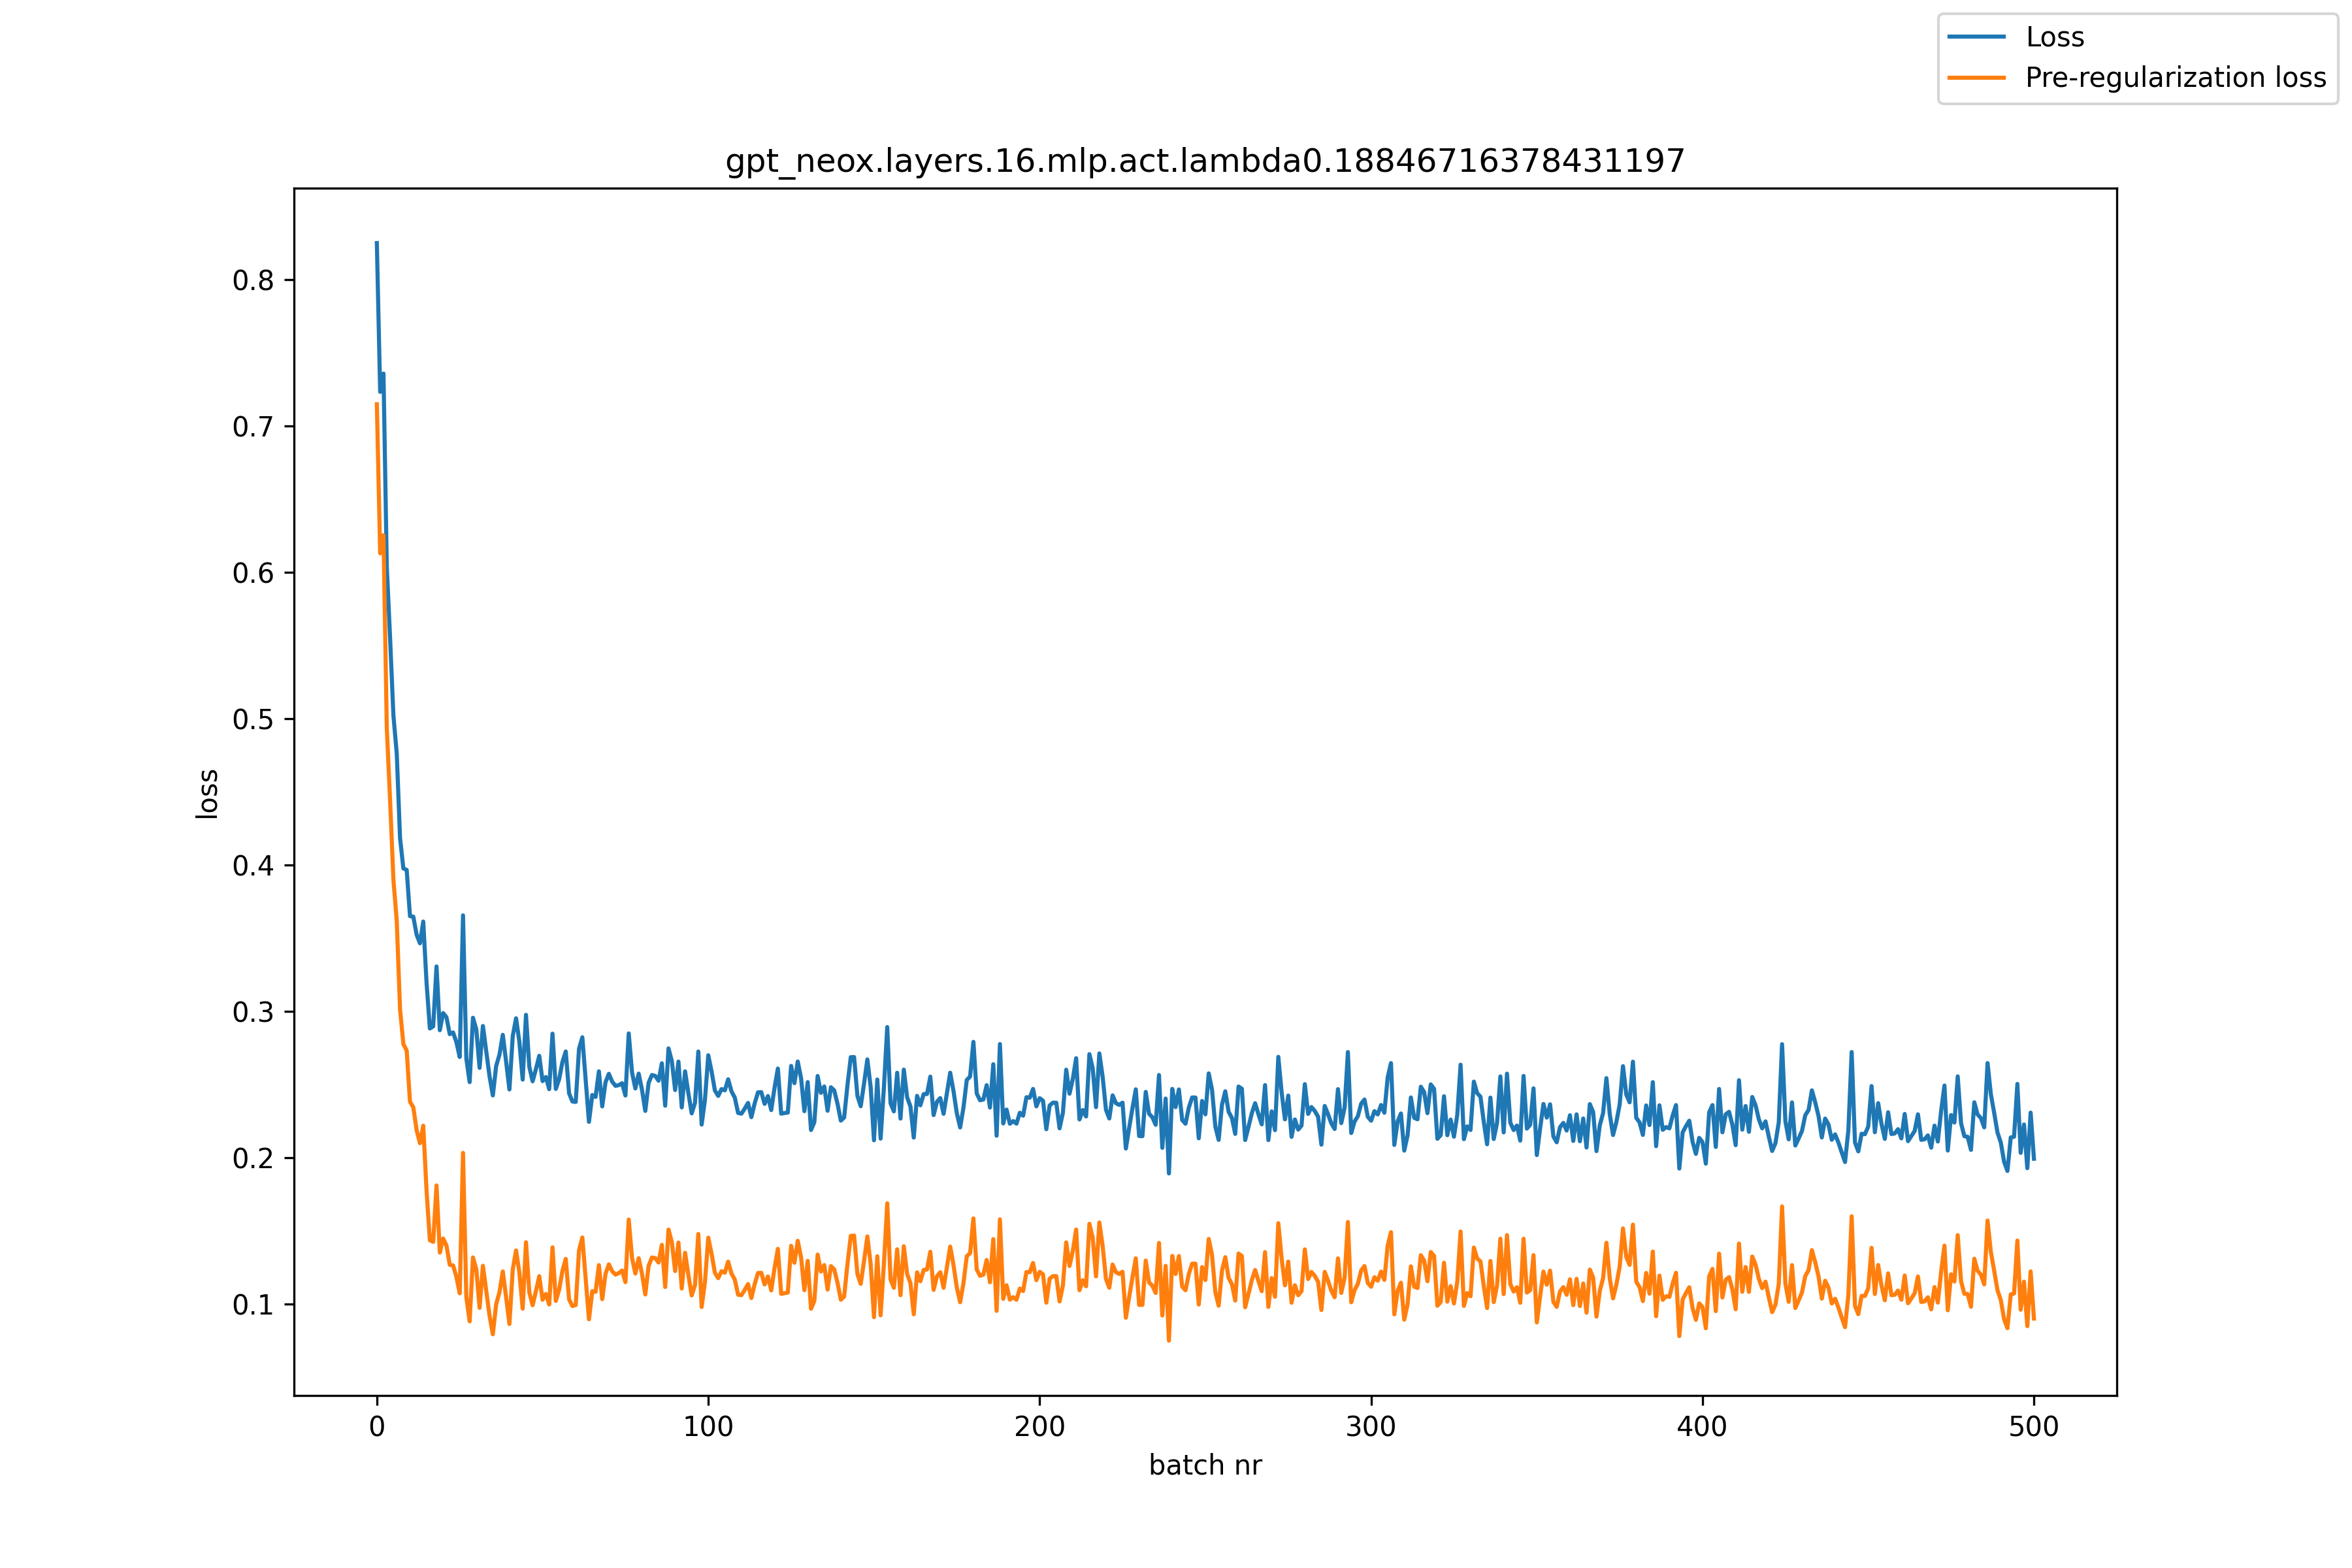 Loss
Pre-regularization loss
gpt_neox.layers.16.mlp.act.lambda0.18846716378431197
0.8
0.7
0.6
0.5
0.4
0.3
0.2
0.1
loss
0 100 200 300 400 500
batch nr